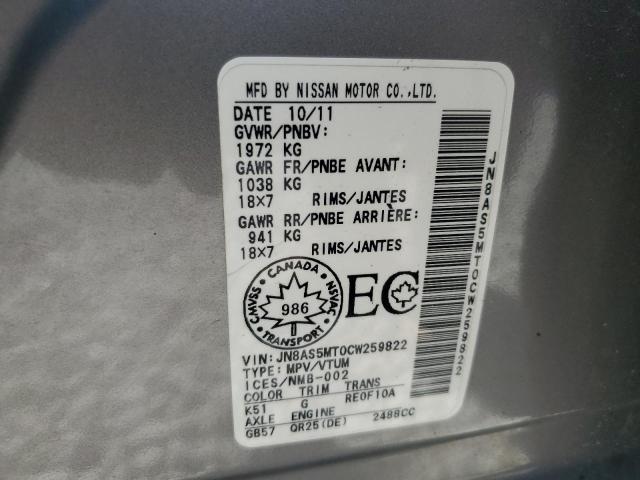 MFD BY NISSAN MOTOR CO.,LTD.
DATE 10/11
GVWR/PNBV:
1972 KG
GAWR FR/PNBE AVANT:
1038 KG
18X7 RIMS/JANTES
GAWR RR/PNBE ARRIÈRE:
941 KG
18X7 RIMS/JANTES
CANADA
CMVSS
NSVAC
986
TRANSPORT
EC
VIN: JN8AS5MT0CW259822
TYPE: MPV/VTUM
ICES/NMB-002
COLOR TRIM TRANS
K51 G RE0F10A
AXLE ENGINE
GB57 QR25(DE) 2488CC
JN8AS5MT0CW259822